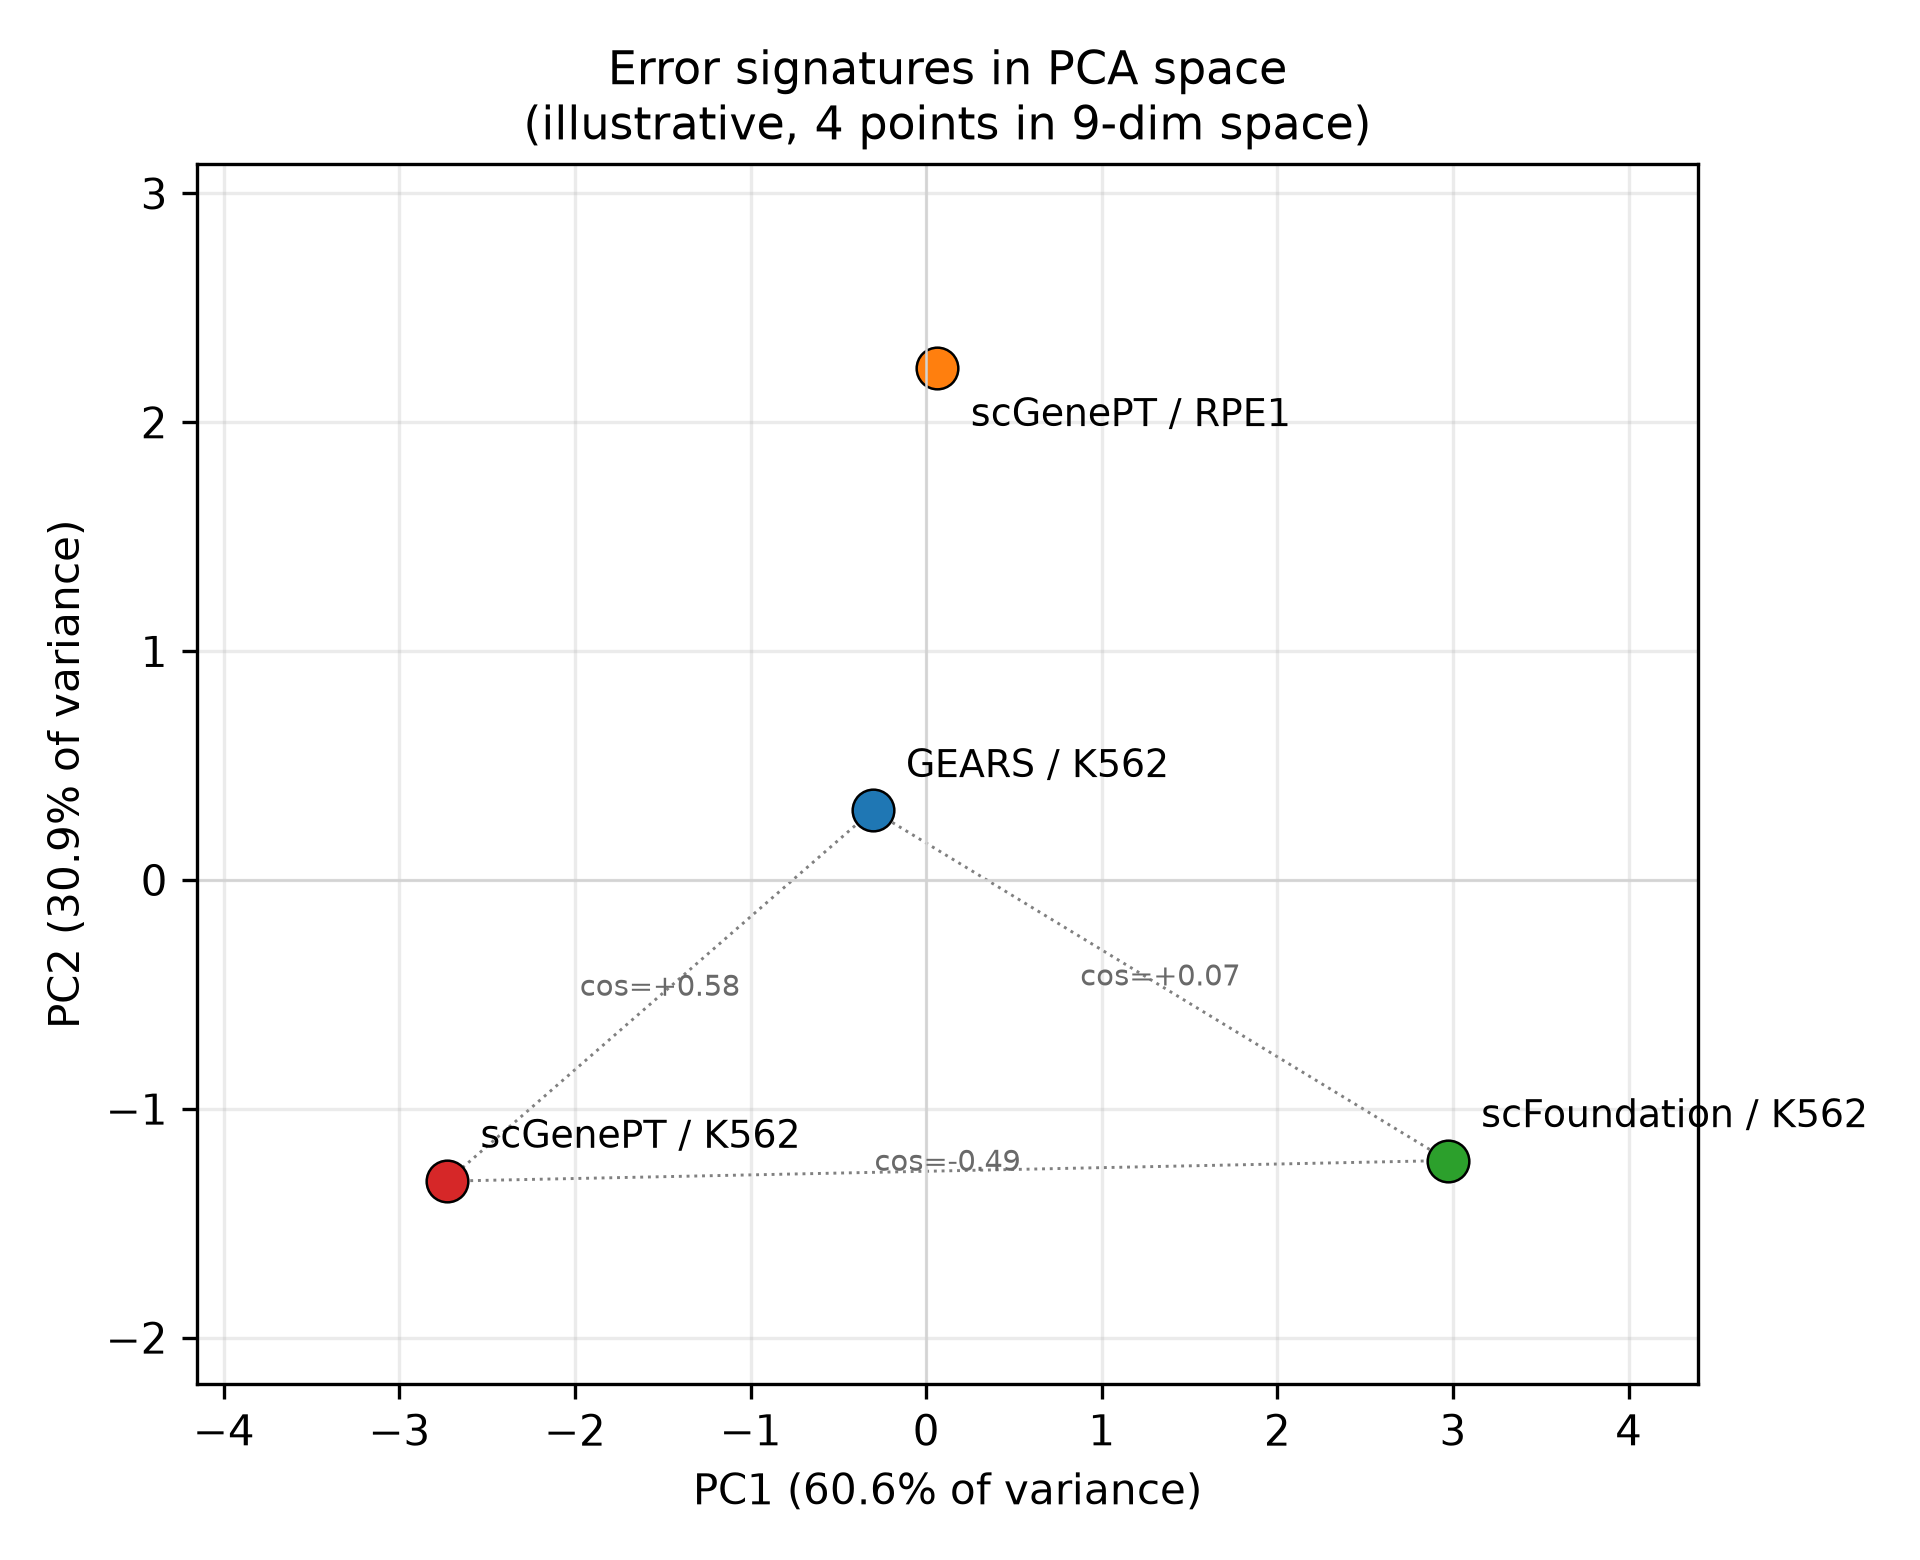 Error signatures in PCA space
(illustrative, 4 points in 9-dim space)
PC2 (30.9% of variance)
3
2
1
0
−1
−2
scGenePT / RPE1
GEARS / K562
cos=+0.58
cos=+0.07
scFoundation / K562
scGenePT / K562
cos=-0.49
−4
−3
−2
−1
0
1
2
3
4
PC1 (60.6% of variance)